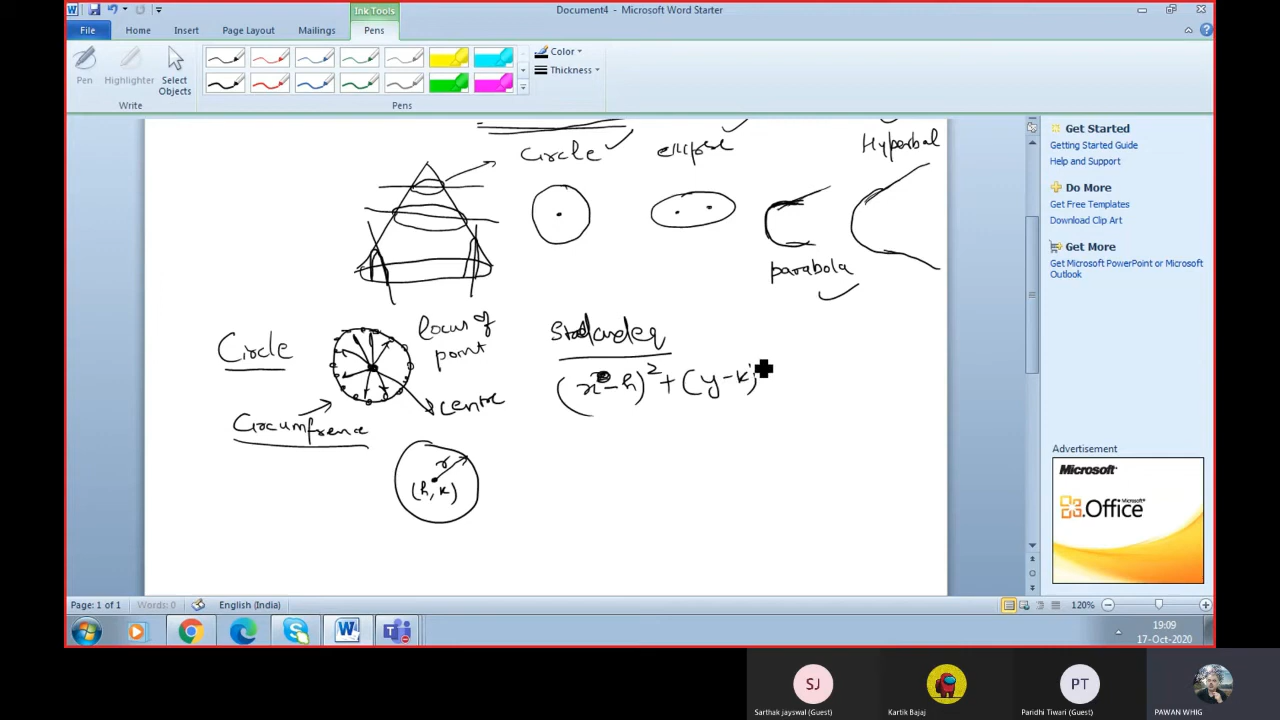 Document4 - Microsoft Word Starter
Ink Tools
File
Home
Insert
Page Layout
Mailings
Pens
Pen
Highlighter
Select
Objects
Color
Thickness
Write
Pens
Circle
ellipse
Hyperbol
parabola
Circle
locus of
point
centre
Circumfrence
r
(h, k)
Standard eq
(x - h)² + (y - k)
Get Started
Getting Started Guide
Help and Support
Do More
Get Free Templates
Download Clip Art
Get More
Get Microsoft PowerPoint or Microsoft
Outlook
Advertisement
Microsoft
Office
Microsoft
Page: 1 of 1
Words: 0
English (India)
120%
19:09
17-Oct-2020
SJ
PT
Sarthak jayswal (Guest)
Kartik Bajaj
Paridhi Tiwari (Guest)
PAWAN WHIG